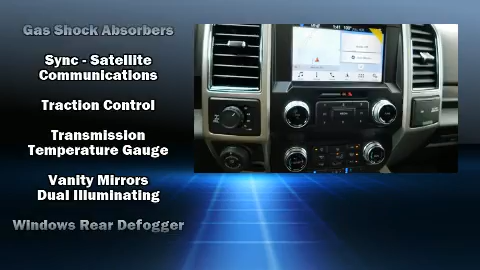 Gas Shock Absorbers
Sync - Satellite
Communications
Traction Control
Transmission
Temperature Gauge
Vanity Mirrors
Dual Illuminating
Windows Rear Defogger